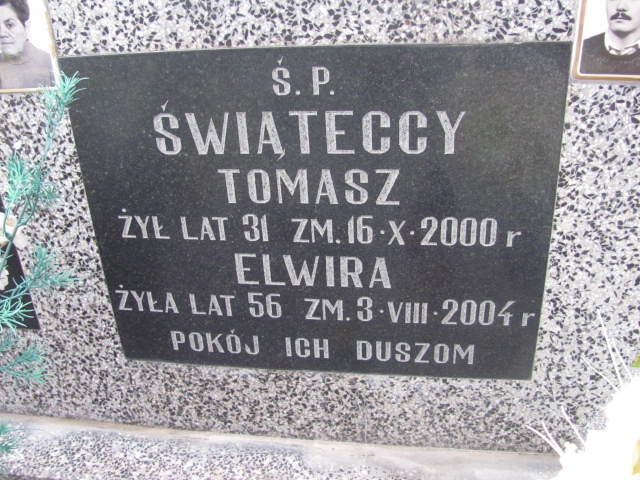 Ś. P.
ŚWIĄTECCY
TOMASZ
ŻYŁ LAT 31 ZM. 16·X·2000 r
ELWIRA
ŻYŁA LAT 56 ZM. 3·VIII·2004 r
POKÓJ ICH DUSZOM